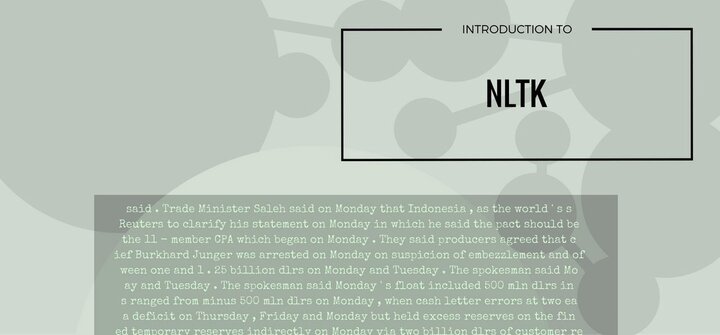 INTRODUCTION TO
NLTK
said . Trade Minister Saleh said on Monday that Indonesia , as the world ' s s
Reuters to clarify his statement on Monday in which he said the pact should be
the 11 - member CPA which began on Monday . They said producers agreed that c
ief Burkhard Junger was arrested on Monday on suspicion of embezzlement and of
ween one and 1 . 25 billion dlrs on Monday and Tuesday . The spokesman said Mo
ay and Tuesday . The spokesman said Monday ' s float included 500 mln dlrs in
s ranged from minus 500 mln dlrs on Monday , when cash letter errors at two ea
a deficit on Thursday , Friday and Monday but held excess reserves on the fin
ed temporary reserves indirectly on Monday via two billion dlrs of customer re